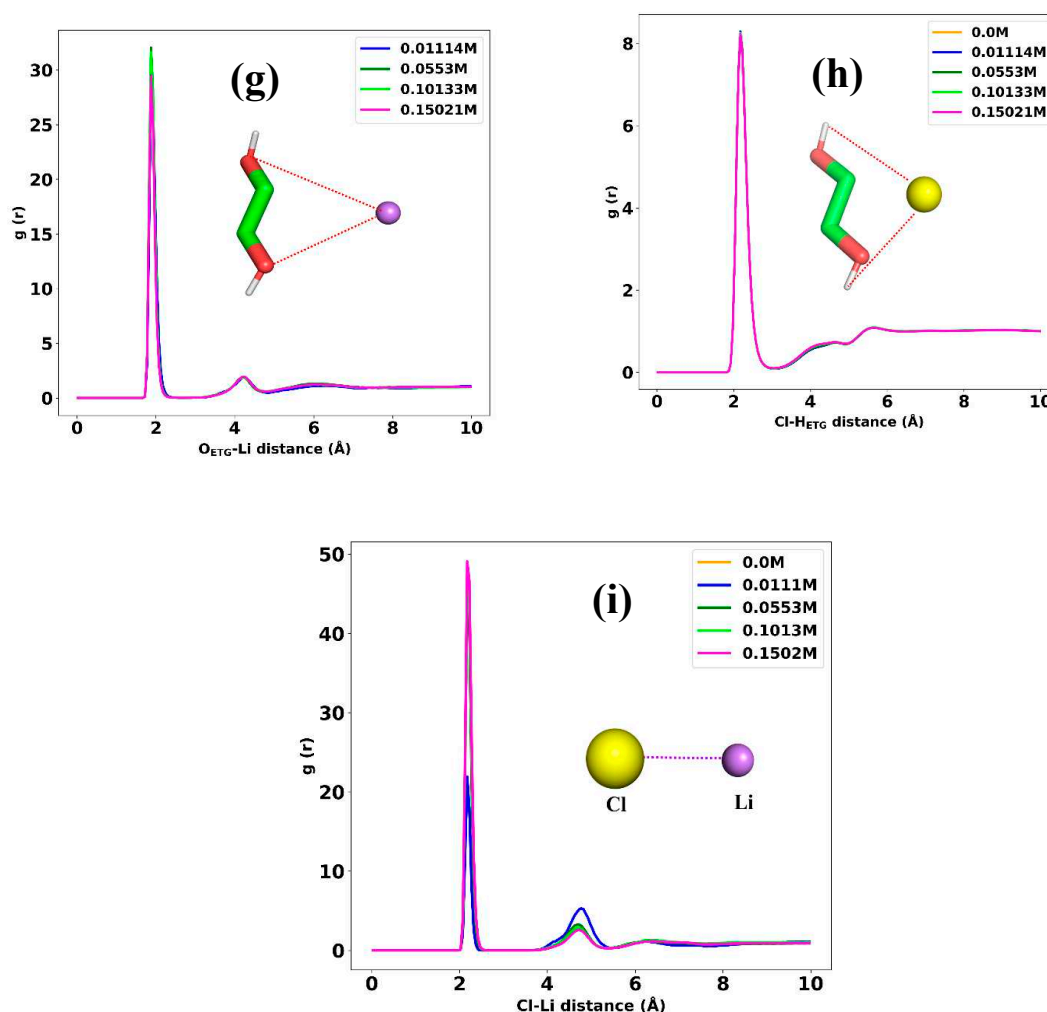 (g)
0.01114M
0.0553M
0.10133M
0.15021M
g (r)
30
25
20
15
10
5
0
0 2 4 6 8 10
O_ETG-Li distance (Å)
(h)
0.0M
0.01114M
0.0553M
0.10133M
0.15021M
g (r)
8
6
4
2
0
0 2 4 6 8 10
Cl-H_ETG distance (Å)
(i)
0.0M
0.0111M
0.0553M
0.1013M
0.1502M
g (r)
50
40
30
20
10
0
Cl Li
0 2 4 6 8 10
Cl-Li distance (Å)